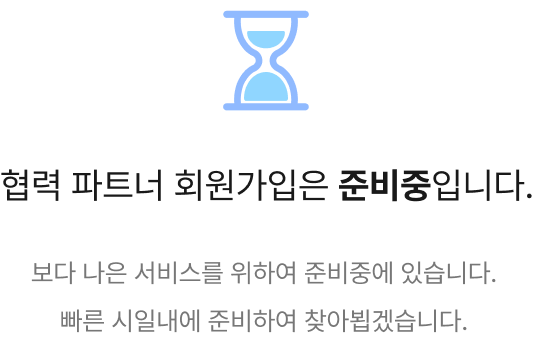 협력 파트너 회원가입은 준비중입니다.
보다 나은 서비스를 위하여 준비중에 있습니다.
빠른 시일내에 준비하여 찾아뵙겠습니다.